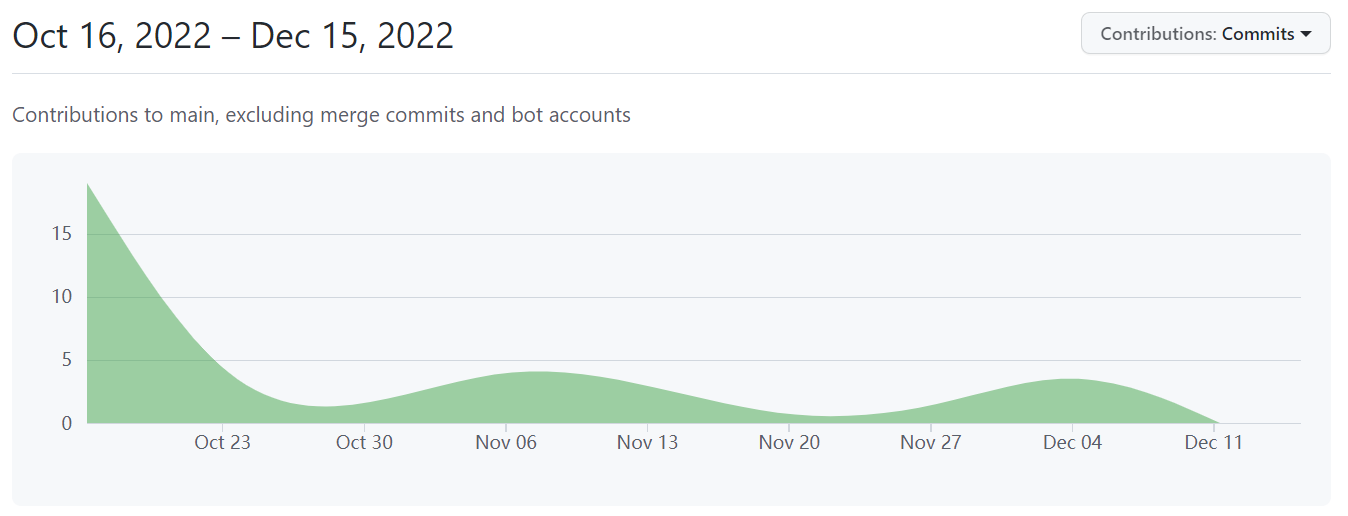 Oct 16, 2022 – Dec 15, 2022
Contributions: Commits
Contributions to main, excluding merge commits and bot accounts
15
10
5
0
Oct 23 Oct 30 Nov 06 Nov 13 Nov 20 Nov 27 Dec 04 Dec 11